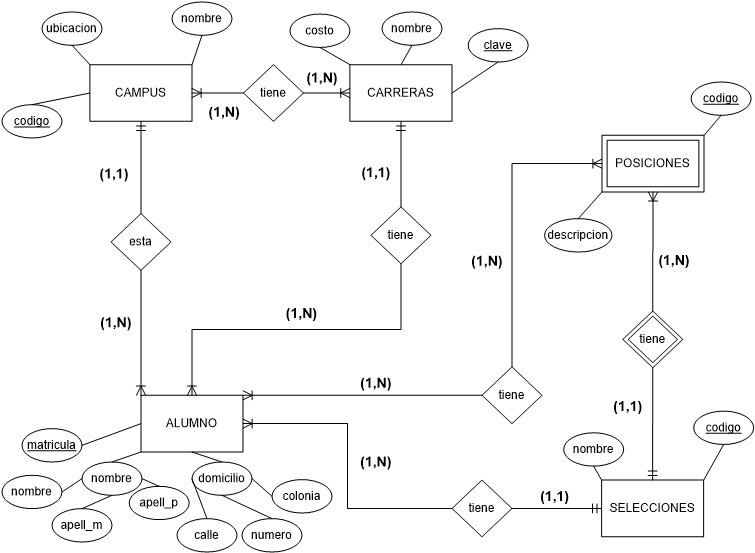 ubicacion
nombre
costo
nombre
clave
codigo
CAMPUS
(1,N)
tiene
(1,N)
CARRERAS
codigo
POSICIONES
descripcion
(1,1)
(1,1)
esta
tiene
(1,N)
(1,N)
(1,N)
(1,N)
tiene
(1,N)
tiene
(1,1)
matricula
ALUMNO
nombre
nombre
apell_p
apell_m
domicilio
colonia
calle
numero
(1,N)
tiene
(1,1)
nombre
codigo
SELECCIONES